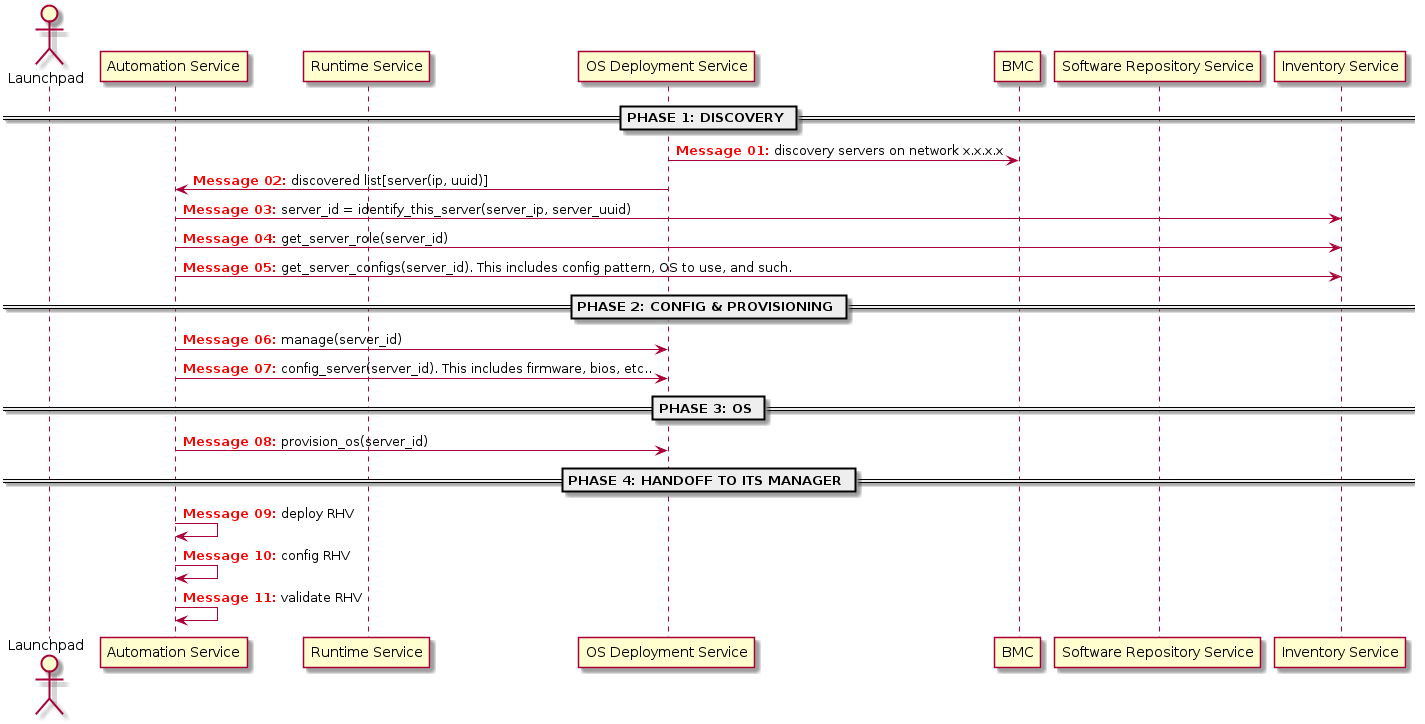 Launchpad
Automation Service
Runtime Service
OS Deployment Service
BMC
Software Repository Service
Inventory Service
PHASE 1: DISCOVERY
Message 01: discovery servers on network x.x.x.x
Message 02: discovered list[server(ip, uuid)]
Message 03: server_id = identify_this_server(server_ip, server_uuid)
Message 04: get_server_role(server_id)
Message 05: get_server_configs(server_id). This includes config pattern, OS to use, and such.
PHASE 2: CONFIG & PROVISIONING
Message 06: manage(server_id)
Message 07: config_server(server_id). This includes firmware, bios, etc..
PHASE 3: OS
Message 08: provision_os(server_id)
PHASE 4: HANDOFF TO ITS MANAGER
Message 09: deploy RHV
Message 10: config RHV
Message 11: validate RHV
Launchpad
Automation Service
Runtime Service
OS Deployment Service
BMC
Software Repository Service
Inventory Service